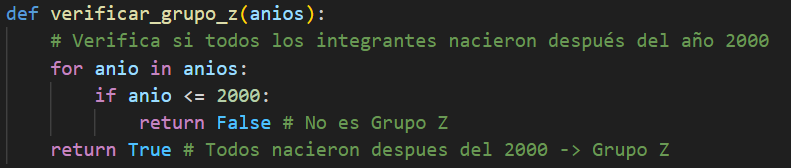 def verificar_grupo_z(anios):
    # Verifica si todos los integrantes nacieron después del año 2000
    for anio in anios:
        if anio <= 2000:
            return False # No es Grupo Z
    return True # Todos nacieron despues del 2000 -> Grupo Z